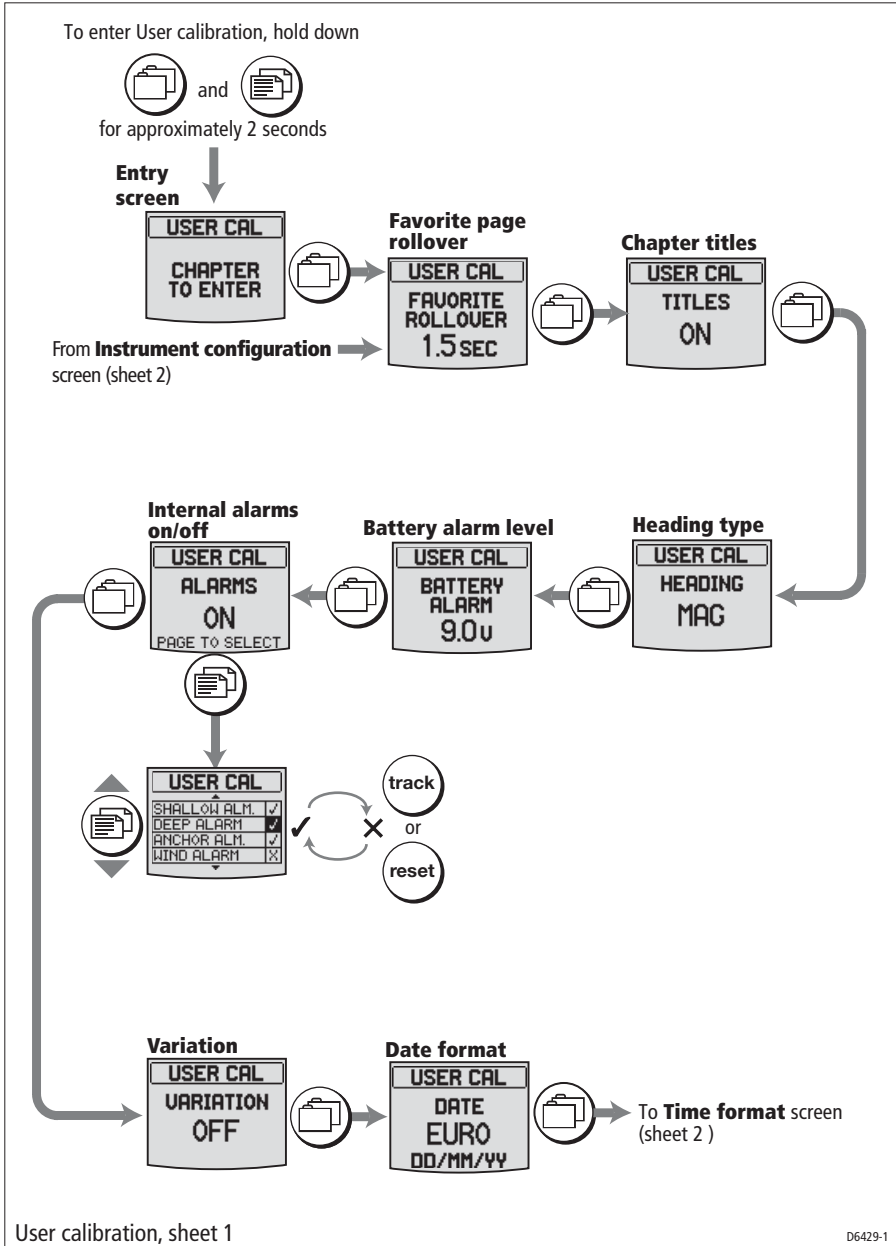 To enter User calibration, hold down
and
for approximately 2 seconds
Entry
screen
USER CAL
CHAPTER
TO ENTER
Favorite page
rollover
USER CAL
FAVORITE
ROLLOVER
1.5 SEC
Chapter titles
USER CAL
TITLES
ON
From Instrument configuration
screen (sheet 2)
Heading type
USER CAL
HEADING
MAG
Battery alarm level
USER CAL
BATTERY
ALARM
9.0 v
Internal alarms
on/off
USER CAL
ALARMS
ON
PAGE TO SELECT
USER CAL
SHALLOW ALM. ✓
DEEP ALARM ✓
ANCHOR ALM. ✓
WIND ALARM X
✓
✕
track
or
reset
Variation
USER CAL
VARIATION
OFF
Date format
USER CAL
DATE
EURO
DD/MM/YY
To Time format screen
(sheet 2 )
User calibration, sheet 1
D6429-1